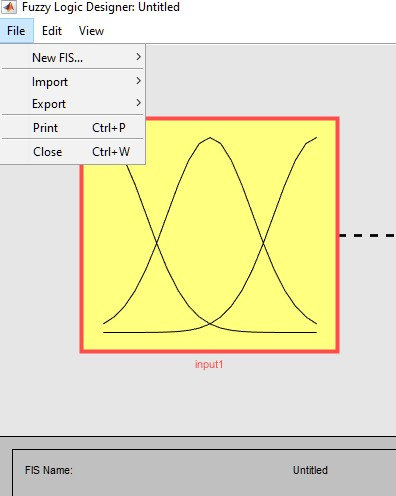 Fuzzy Logic Designer: Untitled
File Edit View
New FIS...
Import
Export
Print Ctrl+P
Close Ctrl+W
input1
FIS Name: Untitled